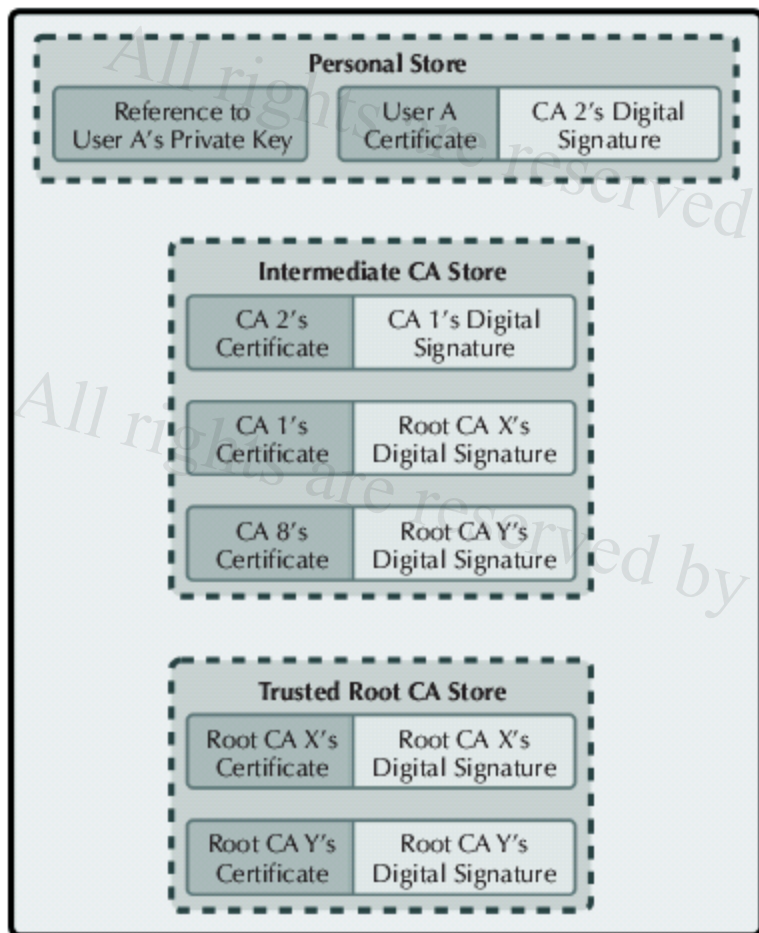 Personal Store
Reference to
User A's Private Key
User A
Certificate
CA 2's Digital
Signature
Intermediate CA Store
CA 2's
Certificate
CA 1's Digital
Signature
CA 1's
Certificate
Root CA X's
Digital Signature
CA 8's
Certificate
Root CA Y's
Digital Signature
Trusted Root CA Store
Root CA X's
Certificate
Root CA X's
Digital Signature
Root CA Y's
Certificate
Root CA Y's
Digital Signature
All rights are reserved
All rights are reserved by